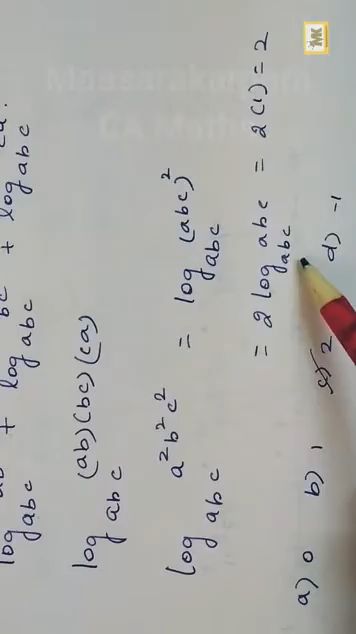 log_abc ab + log_abc bc + log_abc ca.
log_abc (ab)(bc)(ca)
log_abc a²b²c² = log_abc (abc)²
= 2 log_abc abc = 2(1) = 2
a) 0 b) 1 c) 2 d) -1
MK